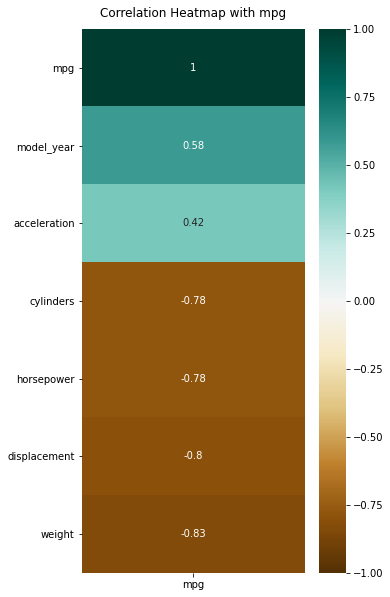 Correlation Heatmap with mpg
mpg
1
model_year
0.58
acceleration
0.42
cylinders
-0.78
horsepower
-0.78
displacement
-0.8
weight
-0.83
mpg
1.00
0.75
0.50
0.25
0.00
−0.25
−0.50
−0.75
−1.00